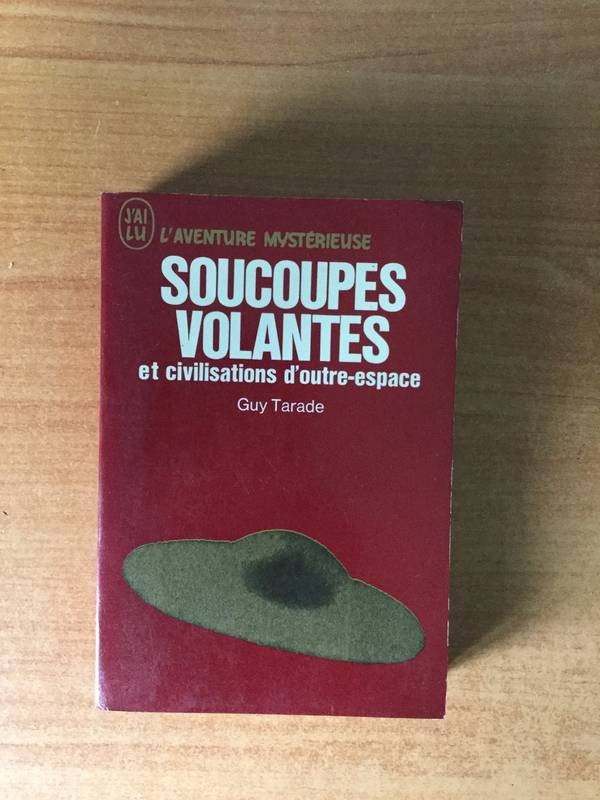 J'AI
LU
L'AVENTURE MYSTÉRIEUSE
SOUCOUPES
VOLANTES
et civilisations d'outre-espace
Guy Tarade